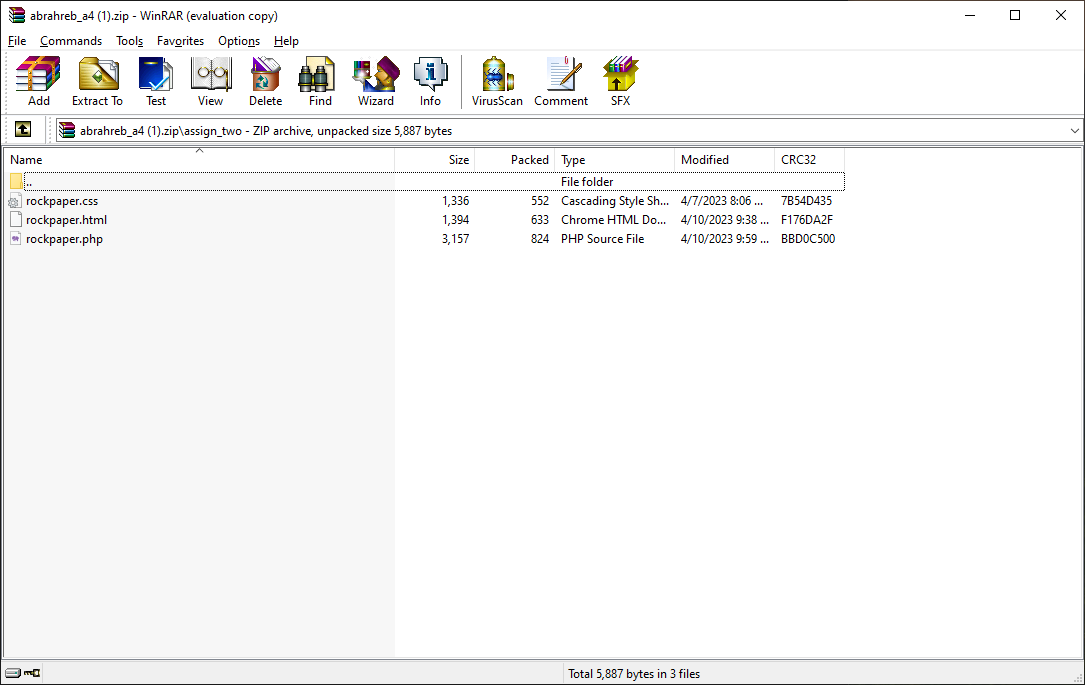 abrahreb_a4 (1).zip - WinRAR (evaluation copy)
File Commands Tools Favorites Options Help
Add Extract To Test View Delete Find Wizard Info VirusScan Comment SFX
abrahreb_a4 (1).zip\assign_two - ZIP archive, unpacked size 5,887 bytes
Name Size Packed Type Modified CRC32
.. File folder
rockpaper.css 1,336 552 Cascading Style Sh... 4/7/2023 8:06 ... 7B54D435
rockpaper.html 1,394 633 Chrome HTML Do... 4/10/2023 9:38 ... F176DA2F
rockpaper.php 3,157 824 PHP Source File 4/10/2023 9:59 ... BBD0C500
Total 5,887 bytes in 3 files